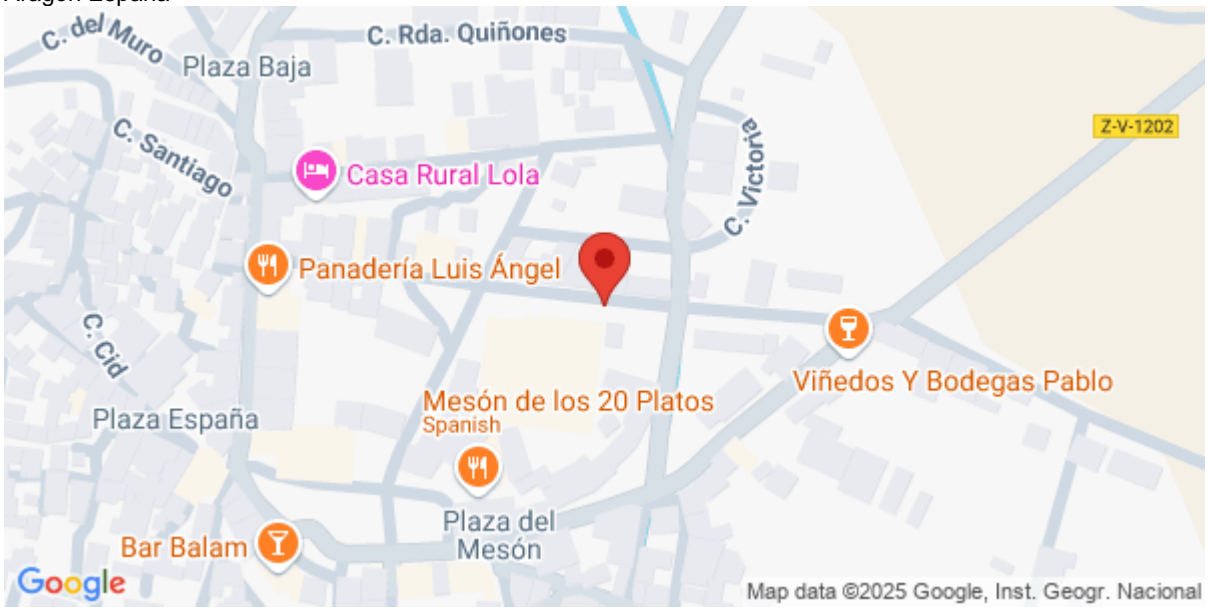 Aragón España
C. del Muro
C. Rda. Quiñones
Plaza Baja
C. Santiago
Z-V-1202
C. Victoria
Casa Rural Lola
Panadería Luis Ángel
C. Cid
Viñedos Y Bodegas Pablo
Mesón de los 20 Platos
Spanish
Plaza España
Plaza del
Mesón
Bar Balam
Google
Map data ©2025 Google, Inst. Geogr. Nacional